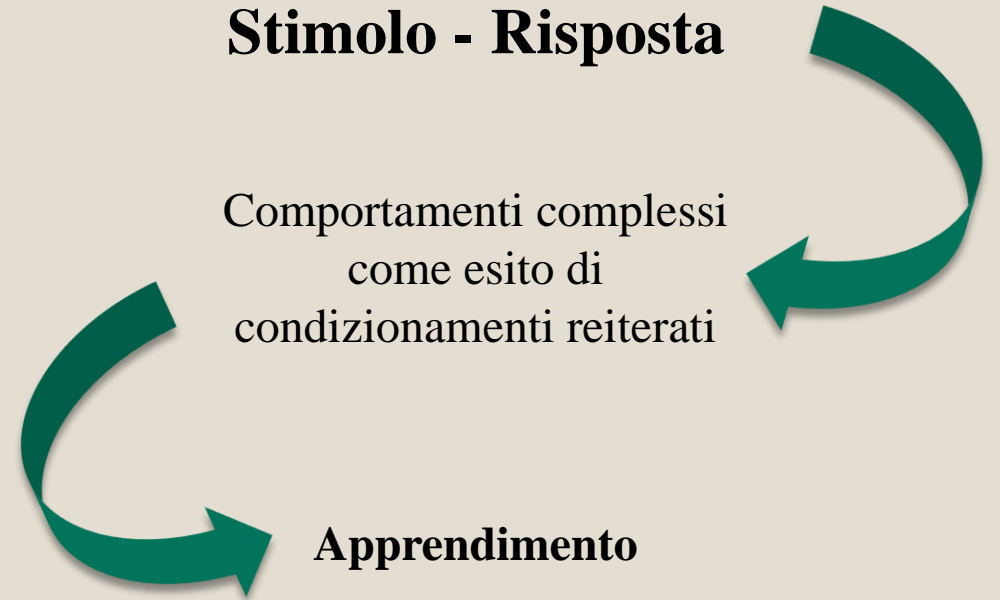 Stimolo - Risposta
Comportamenti complessi
come esito di
condizionamenti reiterati
Apprendimento